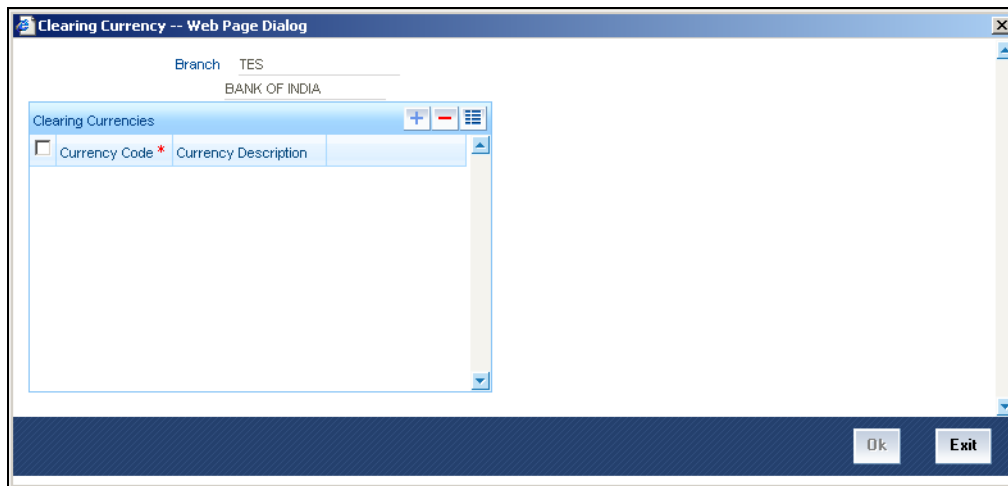 Clearing Currency -- Web Page Dialog
Branch TES
BANK OF INDIA
Clearing Currencies
Currency Code * Currency Description
Ok Exit